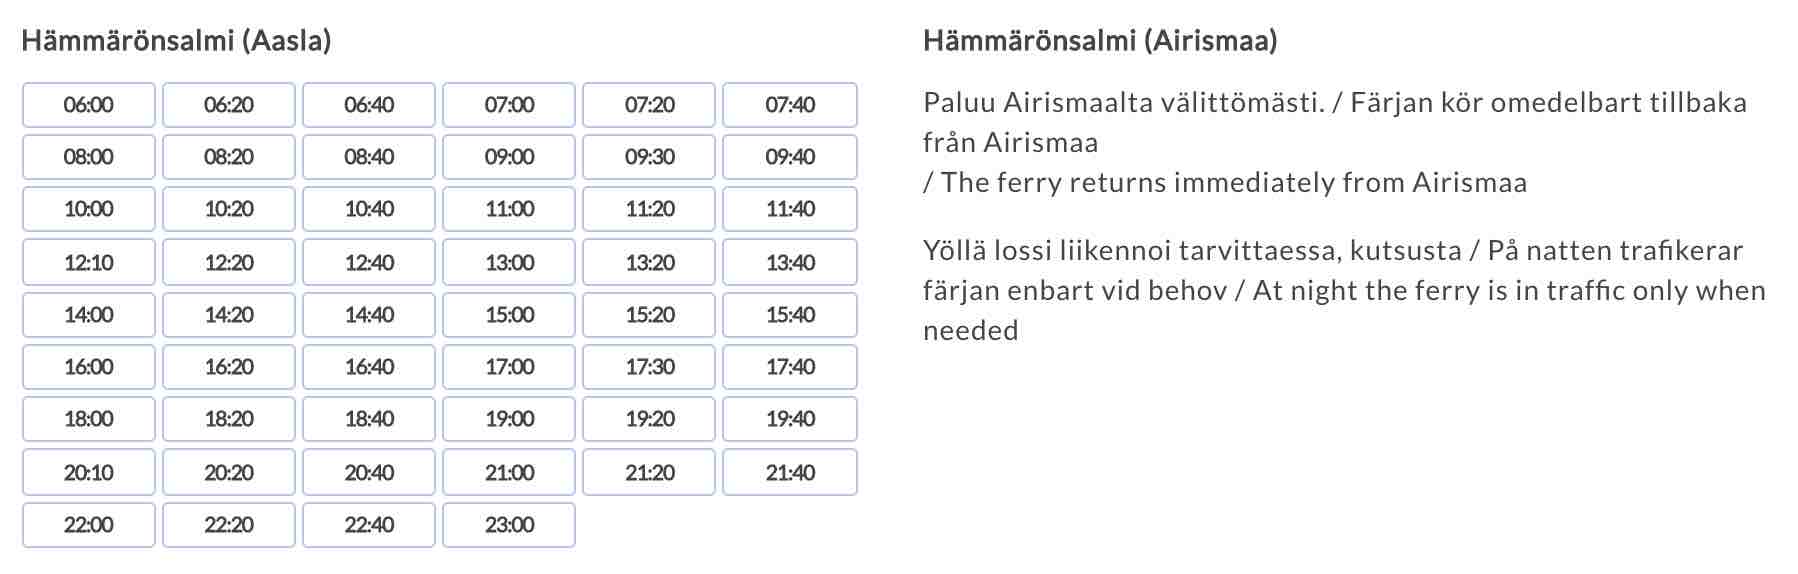 Hämmärönsalmi (Aasla)
06:00 06:20 06:40 07:00 07:20 07:40
08:00 08:20 08:40 09:00 09:30 09:40
10:00 10:20 10:40 11:00 11:20 11:40
12:10 12:20 12:40 13:00 13:20 13:40
14:00 14:20 14:40 15:00 15:20 15:40
16:00 16:20 16:40 17:00 17:30 17:40
18:00 18:20 18:40 19:00 19:20 19:40
20:10 20:20 20:40 21:00 21:20 21:40
22:00 22:20 22:40 23:00
Hämmärönsalmi (Airismaa)
Paluu Airismaalta välittömästi. / Färjan kör omedelbart tillbaka
från Airismaa
/ The ferry returns immediately from Airismaa
Yöllä lossi liikennoi tarvittaessa, kutsusta / På natten trafikerar
färjan enbart vid behov / At night the ferry is in traffic only when
needed